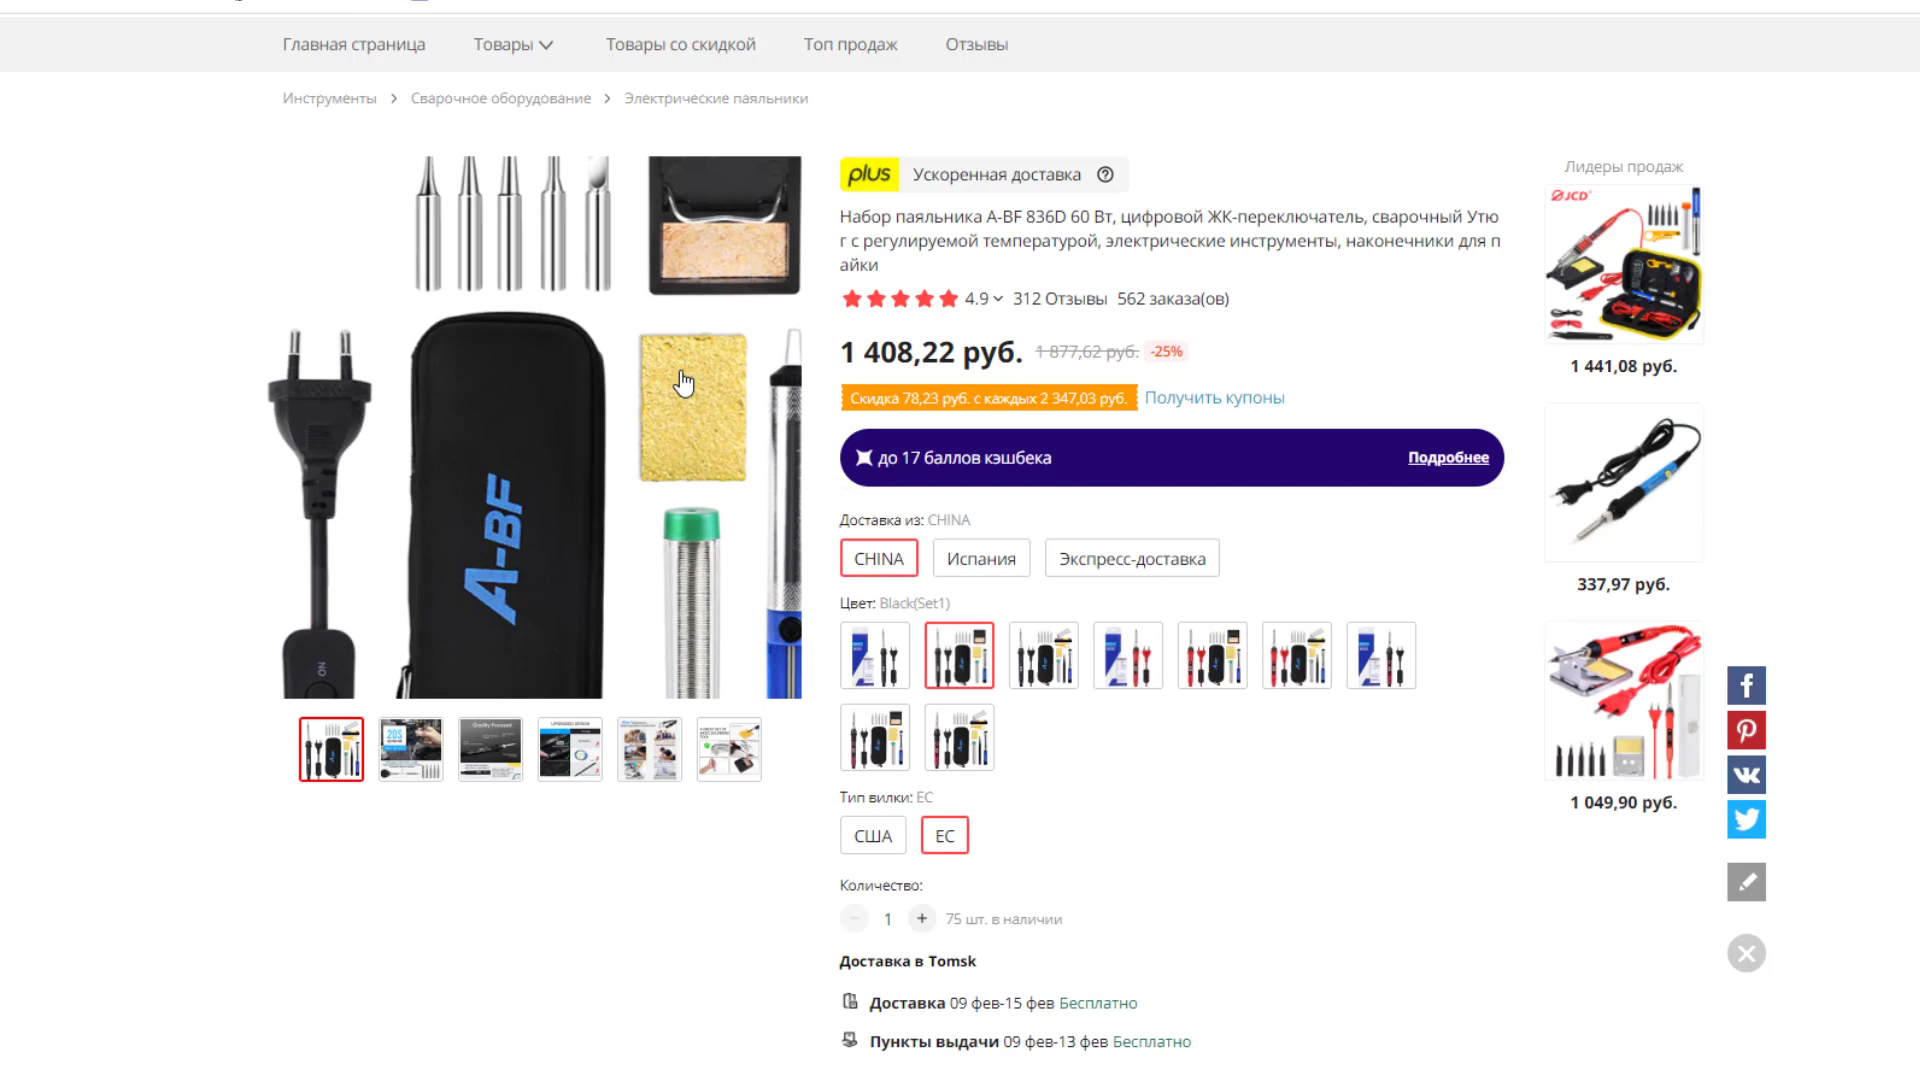 Главная страница
Товары
Товары со скидкой
Топ продаж
Отзывы
Инструменты > Сварочное оборудование > Электрические паяльники
A-BF
ON
plus Ускоренная доставка
Набор паяльника A-BF 836D 60 Вт, цифровой ЖК-переключатель, сварочный Утю
г с регулируемой температурой, электрические инструменты, наконечники для п
айки
4.9 312 Отзывы 562 заказа(ов)
1 408,22 руб. 1 877,62 руб. -25%
Скидка 78,23 руб. с каждых 2 347,03 руб. Получить купоны
до 17 баллов кэшбека Подробнее
Доставка из: CHINA
CHINA
Испания
Экспресс-доставка
Цвет: Black(Set1)
Тип вилки: EC
США
ЕС
Количество:
− 1 + 75 шт. в наличии
Доставка в Tomsk
Доставка 09 фев-15 фев Бесплатно
Пункты выдачи 09 фев-13 фев Бесплатно
Лидеры продаж
JCD
1 441,08 руб.
337,97 руб.
1 049,90 руб.